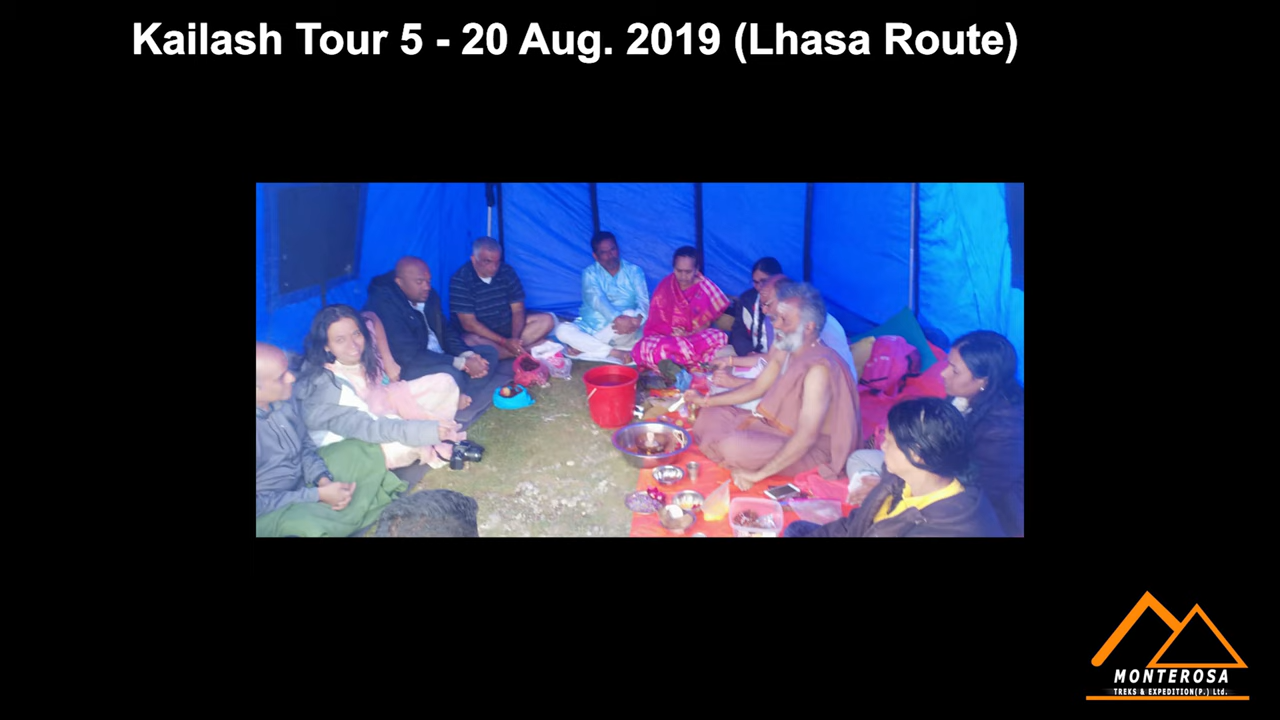 Kailash Tour 5 - 20 Aug. 2019 (Lhasa Route)
MONTEROSA
TREKS & EXPEDITION(P.) Ltd.